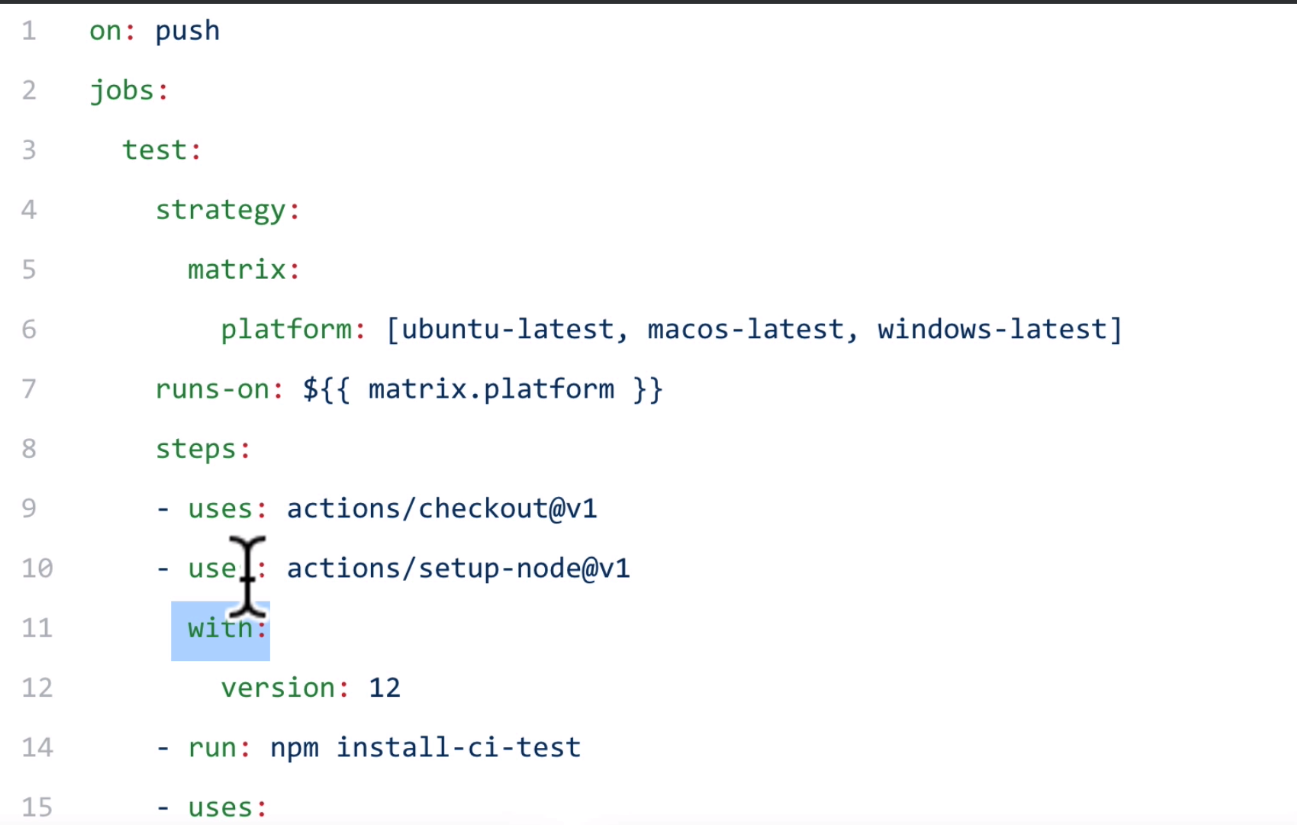 1 on: push
2 jobs:
3 test:
4 strategy:
5 matrix:
6 platform: [ubuntu-latest, macos-latest, windows-latest]
7 runs-on: ${{ matrix.platform }}
8 steps:
9 - uses: actions/checkout@v1
10 - uses: actions/setup-node@v1
11 with:
12 version: 12
14 - run: npm install-ci-test
15 - uses: